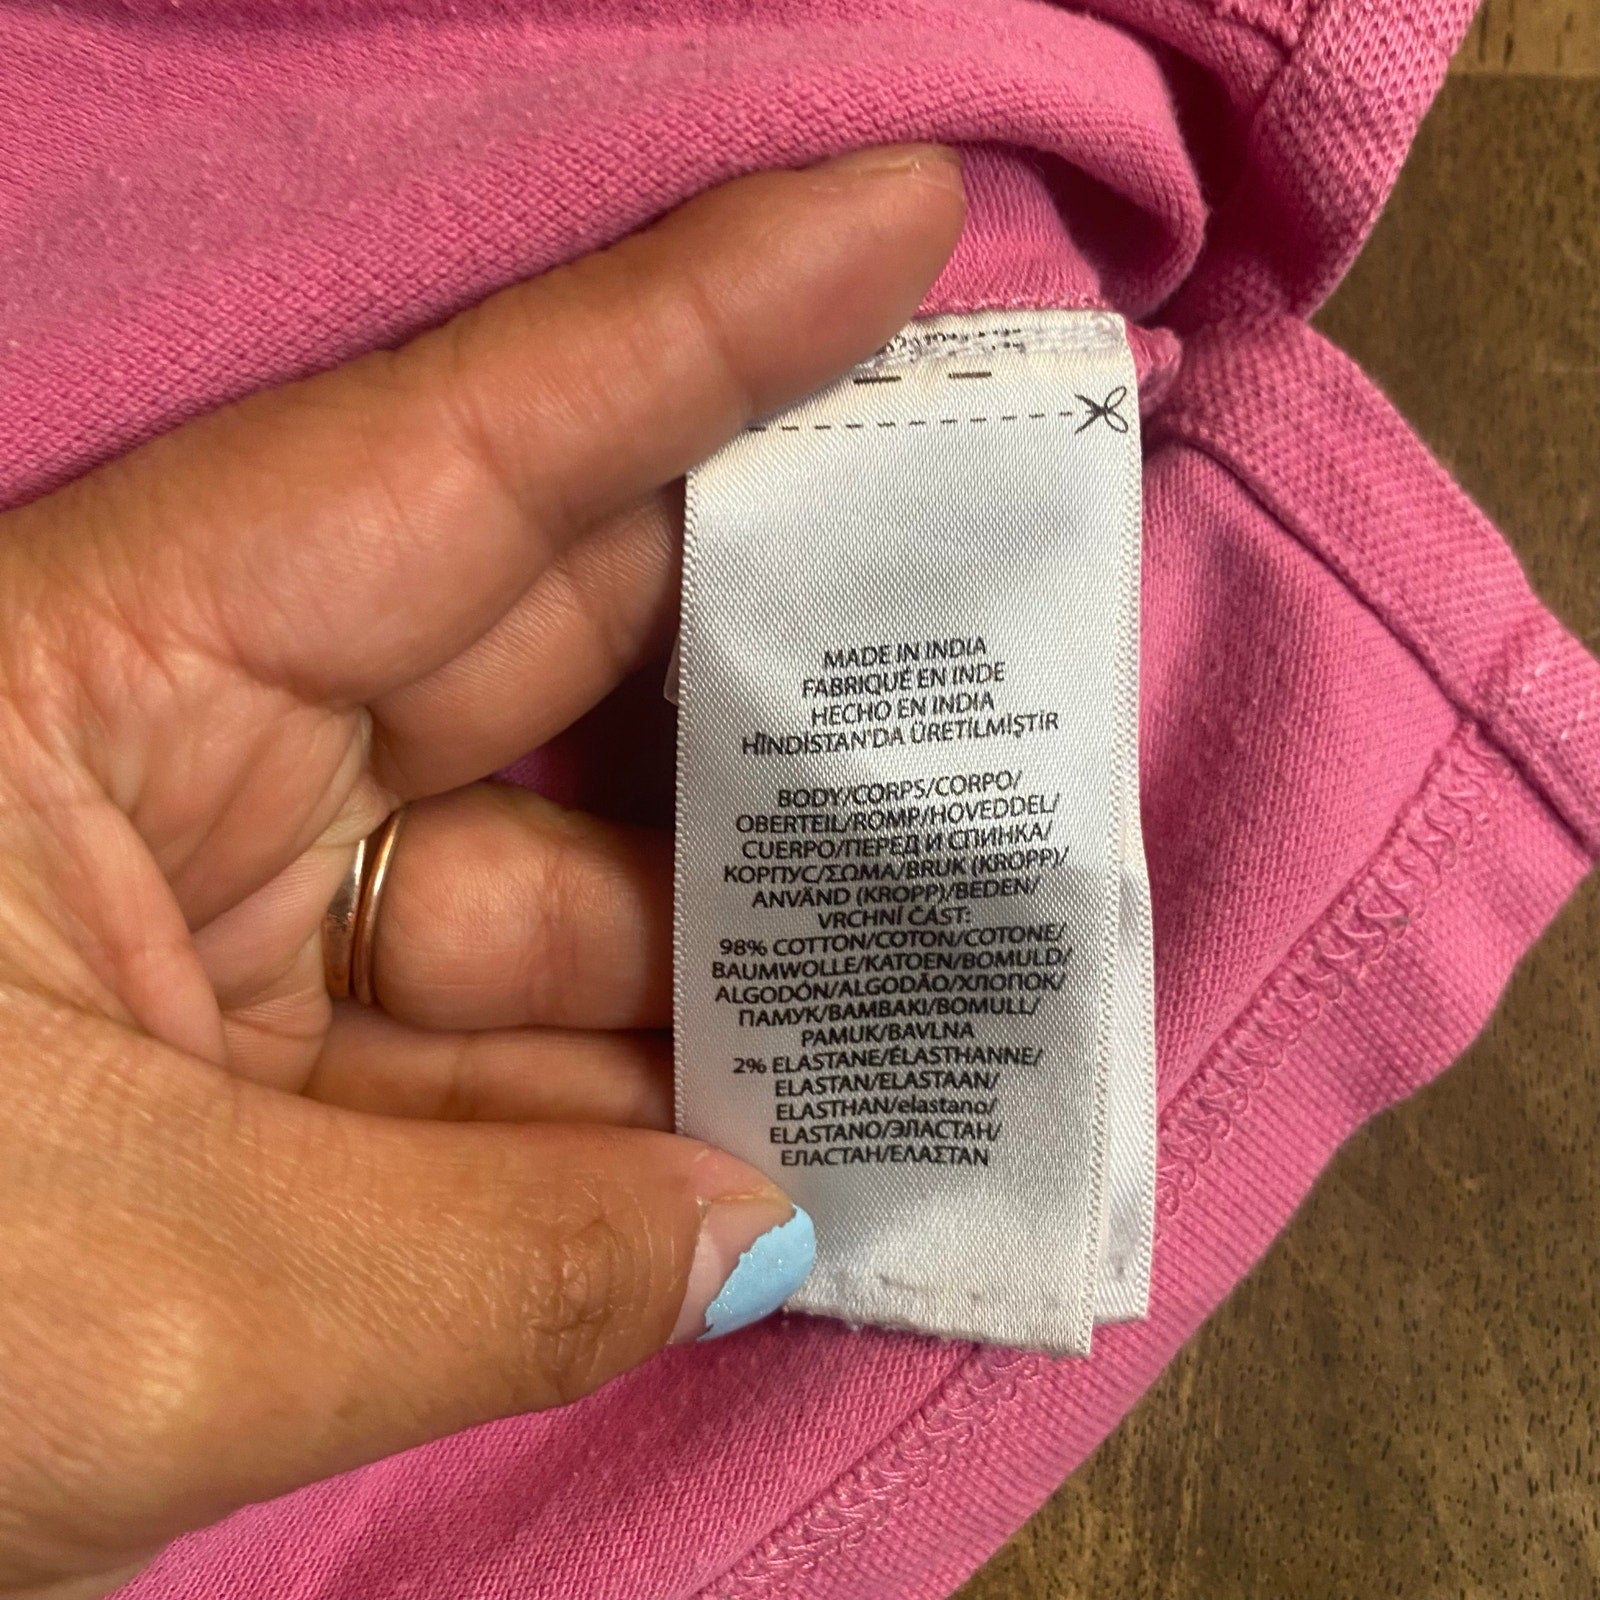 MADE IN INDIA
FABRIQUÉ EN INDE
HECHO EN INDIA
HİNDİSTAN'DA ÜRETİLMİŞTİR
BODY/CORPS/CORPO/
OBERTEIL/ROMP/HOVEDDEL/
CUERPO/ПЕРЕД И СПИНКА/
КОРПУС/ΣΩΜΑ/BRUK (KROPP)/
ANVÄND (KROPP)/BEDEN/
VRCHNÍ ČÁST:
98% COTTON/COTON/COTONE/
BAUMWOLLE/KATOEN/BOMULD/
ALGODÓN/ALGODÃO/ХЛОПОК/
ПАМУК/ΒΑΜΒΑΚΙ/BOMULL/
PAMUK/BAVLNA
2% ELASTANE/ÉLASTHANNE/
ELASTAN/ELASTAAN/
ELASTHAN/elastano/
ELASTANO/ЭЛАСТАН/
ЕЛАСТАН/ΕΛΑΣΤΑΝ